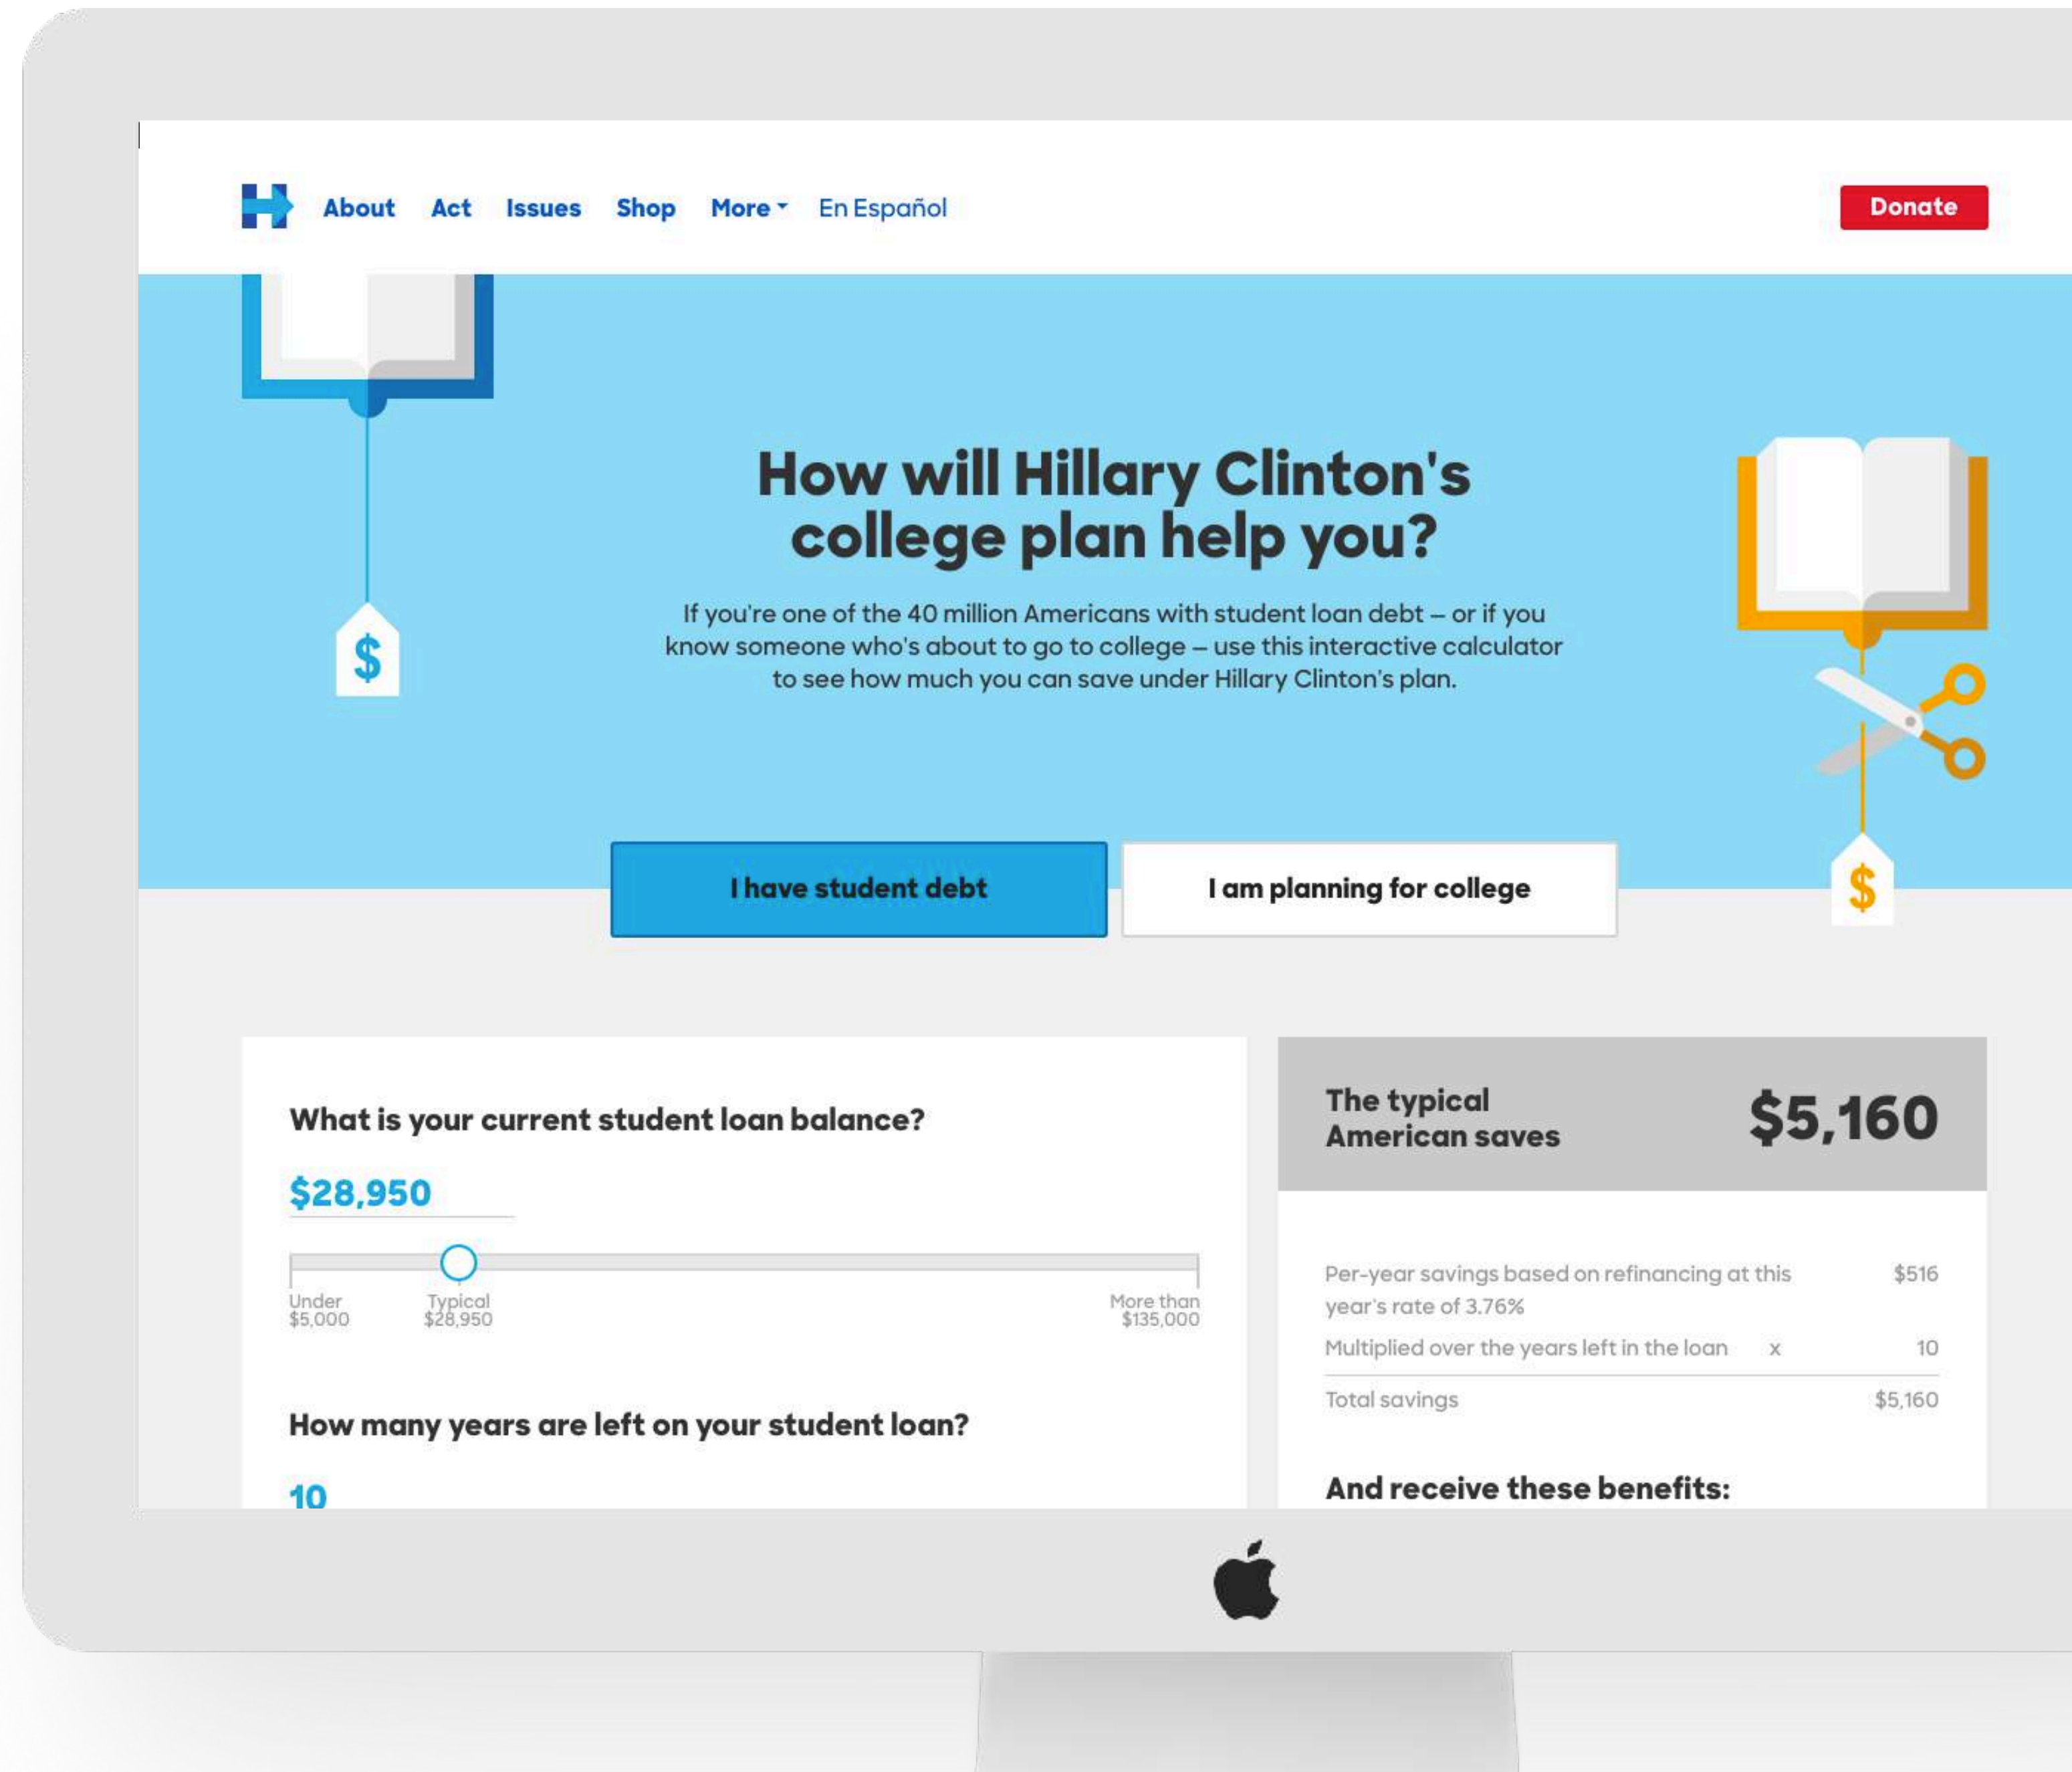 About Act Issues Shop More En Español
Donate
How will Hillary Clinton's
college plan help you?
If you're one of the 40 million Americans with student loan debt – or if you
know someone who's about to go to college – use this interactive calculator
to see how much you can save under Hillary Clinton's plan.
$
$
I have student debt
I am planning for college
What is your current student loan balance?
$28,950
Under
$5,000
Typical
$28,950
More than
$135,000
How many years are left on your student loan?
10
The typical
American saves
$5,160
Per-year savings based on refinancing at this
year's rate of 3.76%
$516
Multiplied over the years left in the loan x 10
Total savings $5,160
And receive these benefits: